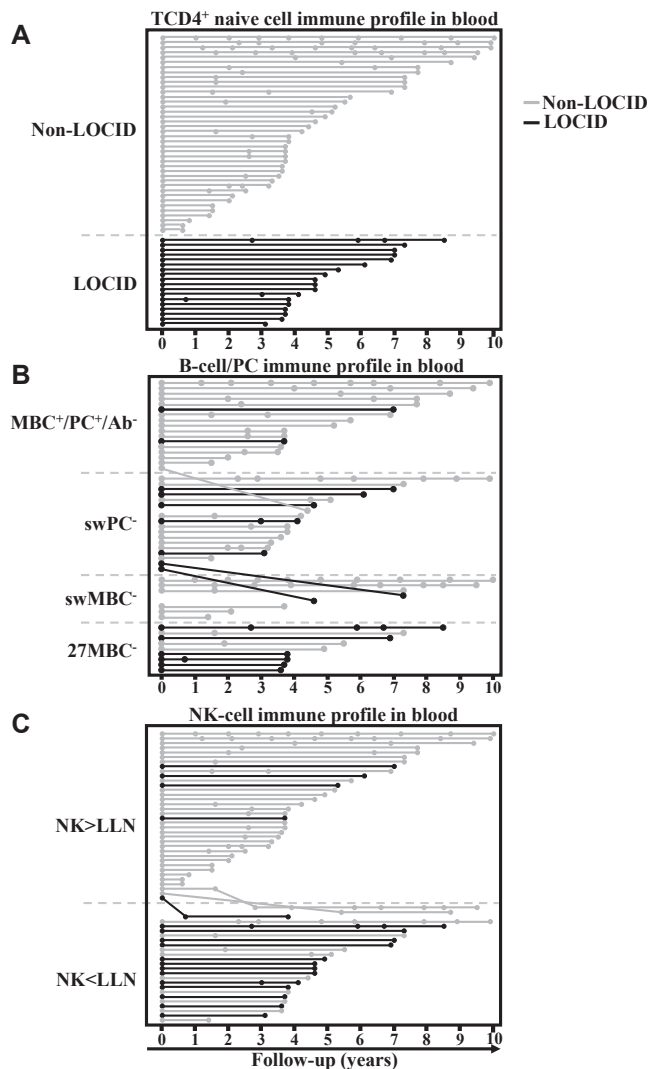 A
TCD4⁺ naive cell immune profile in blood
Non-LOCID
LOCID
Non-LOCID
LOCID
0 1 2 3 4 5 6 7 8 9 10
B
B-cell/PC immune profile in blood
MBC⁺/PC⁺/Ab⁻
swPC⁻
swMBC⁻
27MBC⁻
0 1 2 3 4 5 6 7 8 9 10
C
NK-cell immune profile in blood
NK>LLN
NK<LLN
0 1 2 3 4 5 6 7 8 9 10
Follow-up (years)